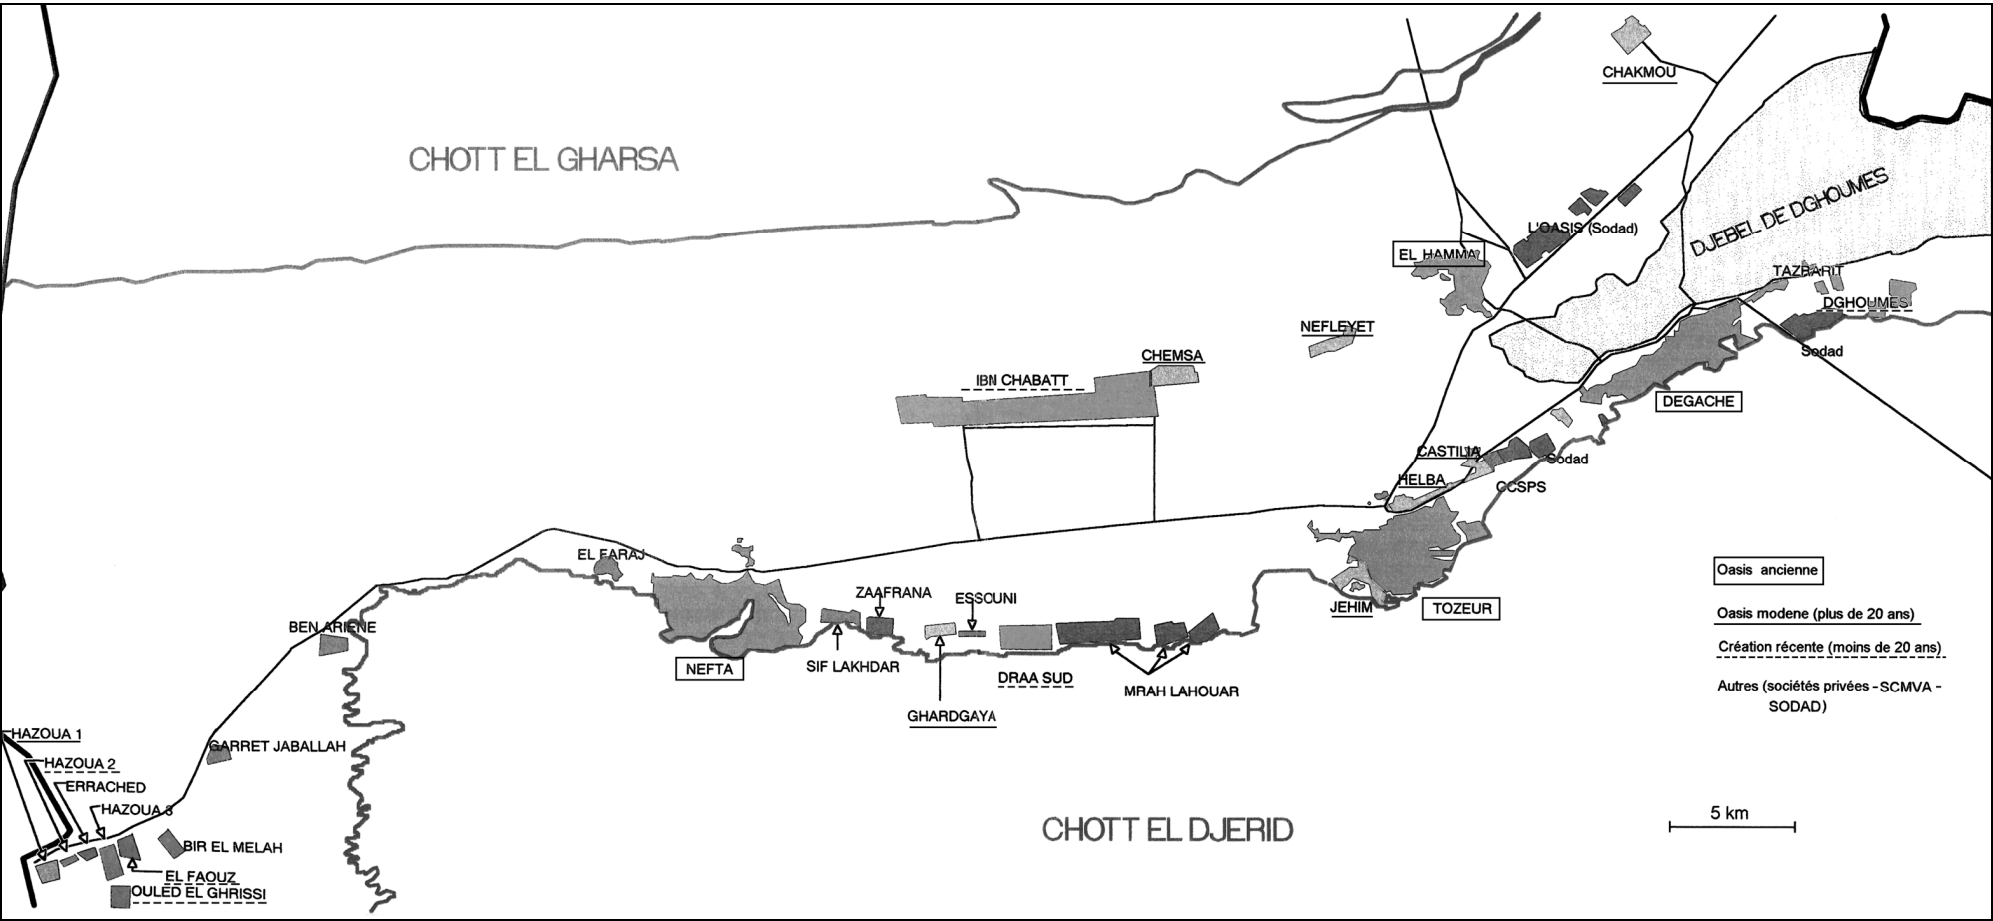 CHAKMOU
CHOTT EL GHARSA
DJEBEL DE DGHOUMES
L'OASIS (Sodad)
EL HAMMA
TAZRARIT
DGHOUMES
NEFLEYET
Sodad
CHEMSA
IBN CHABATT
DEGACHE
CASTILIA
Sodad
HELBA
CCSPS
EL FARAJ
ZAAFRANA
ESSOUNI
JEHIM
TOZEUR
BEN ARIENE
NEFTA
SIF LAKHDAR
DRAA SUD
MRAH LAHOUAR
GHARDGAYA
Oasis ancienne
Oasis modene (plus de 20 ans)
Création récente (moins de 20 ans)
Autres (sociétés privées - SCMVA -
SODAD)
HAZOUA 1
GARRET JABALLAH
HAZOUA 2
ERRACHED
HAZOUA 3
BIR EL MELAH
EL FAOUZ
OULED EL GHRISSI
CHOTT EL DJERID
5 km